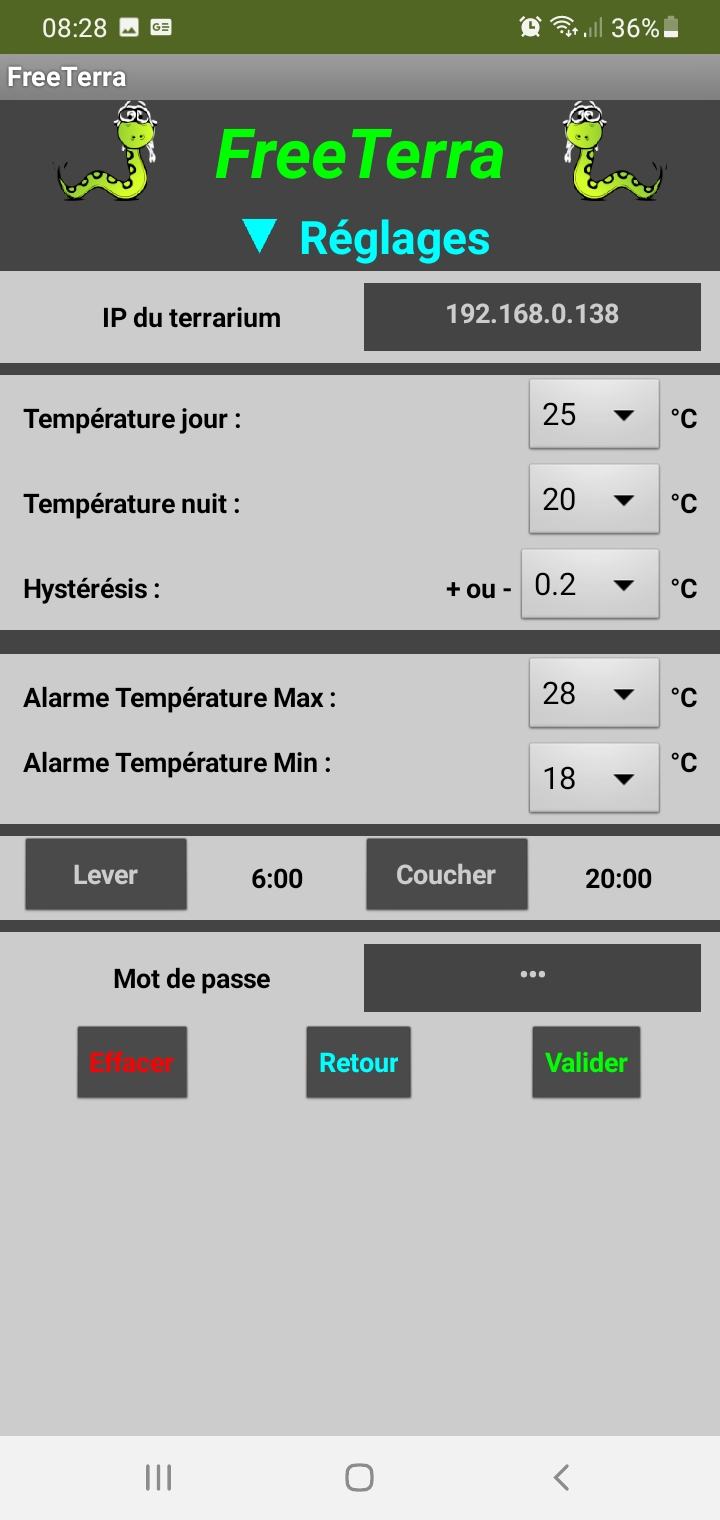 08:28
36%
FreeTerra
FreeTerra
▼ Réglages
IP du terrarium 192.168.0.138
Température jour : 25 °C
Température nuit : 20 °C
Hystérésis : + ou - 0.2 °C
Alarme Température Max : 28 °C
Alarme Température Min : 18 °C
Lever 6:00 Coucher 20:00
Mot de passe •••
Effacer Retour Valider